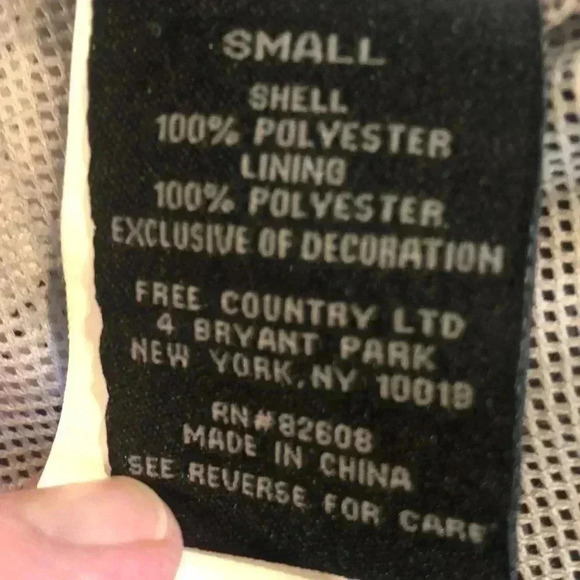 SMALL
SHELL
100% POLYESTER
LINING
100% POLYESTER
EXCLUSIVE OF DECORATION
FREE COUNTRY LTD
4 BRYANT PARK
NEW YORK, NY 10018
RN#82608
MADE IN CHINA
SEE REVERSE FOR CARE